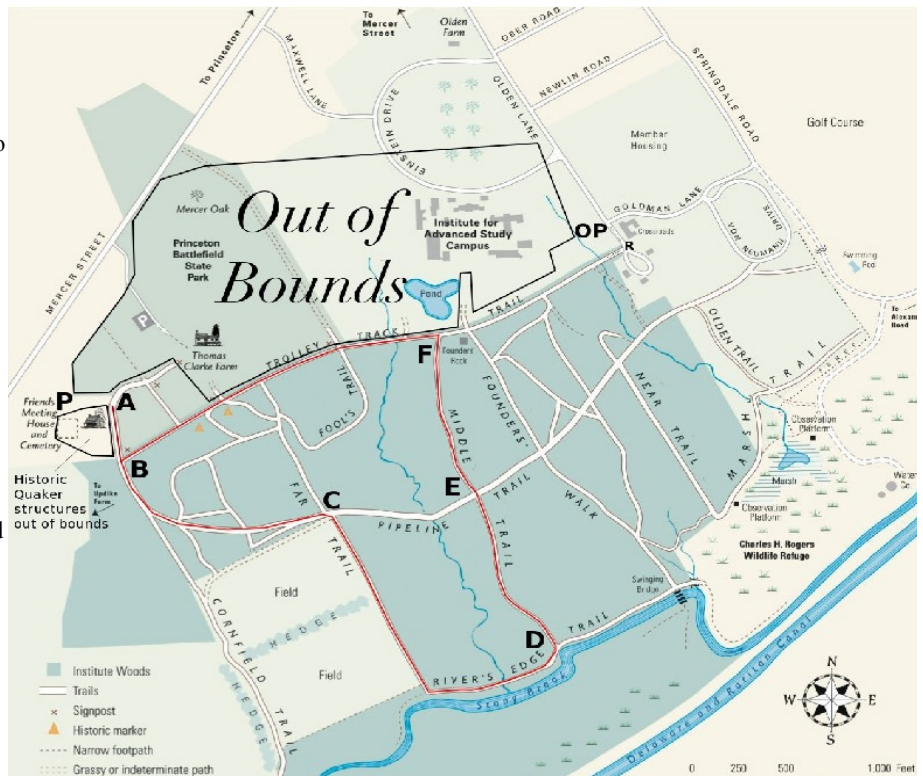 To
Mercer
Street
Olden
Farm
OBER ROAD
NEWLIN ROAD
SPRINGDALE ROAD
MAXWELL LANE
To Princeton
EINSTEIN DRIVE
OLDEN LANE
Golf Course
Member
Housing
MERCER STREET
Mercer Oak
Out of
Bounds
Institute for
Advanced Study
Campus
Princeton
Battlefield
State
Park
OP
R
Crossroads
GOLDMAN LANE
VON NEUMANN
DRIVE
Swimming
Pool
To
Road
P
Pond
TROLLEY TRACK TRAIL
Thomas
Clarke Farm
F
Founders'
Rock
OLDEN TRAIL
P
A
Friends
Meeting
House
and
Cemetery
FOOL'S TRAIL
MIDDLE TRAIL
FOUNDERS' WALK
NEAR TRAIL
MARSH TRAIL
Observation
Platform
Marsh
Water
Co.
B
Historic
Quaker
structures
out of bounds
To
Updike
Farm
FAR TRAIL
C
E
PIPELINE TRAIL
Observation
Platform
Charles H. Rogers
Wildlife Refuge
Field
HEDGE
Field
CORNFIELD TRAIL
HEDGE
Swinging
Bridge
D
RIVER'S EDGE TRAIL
Stony Brook
Delaware and Raritan Canal
Institute Woods
Trails
Signpost
Historic marker
Narrow footpath
Grassy or indeterminate path
N
W
E
S
0 250 500 1,000 Feet